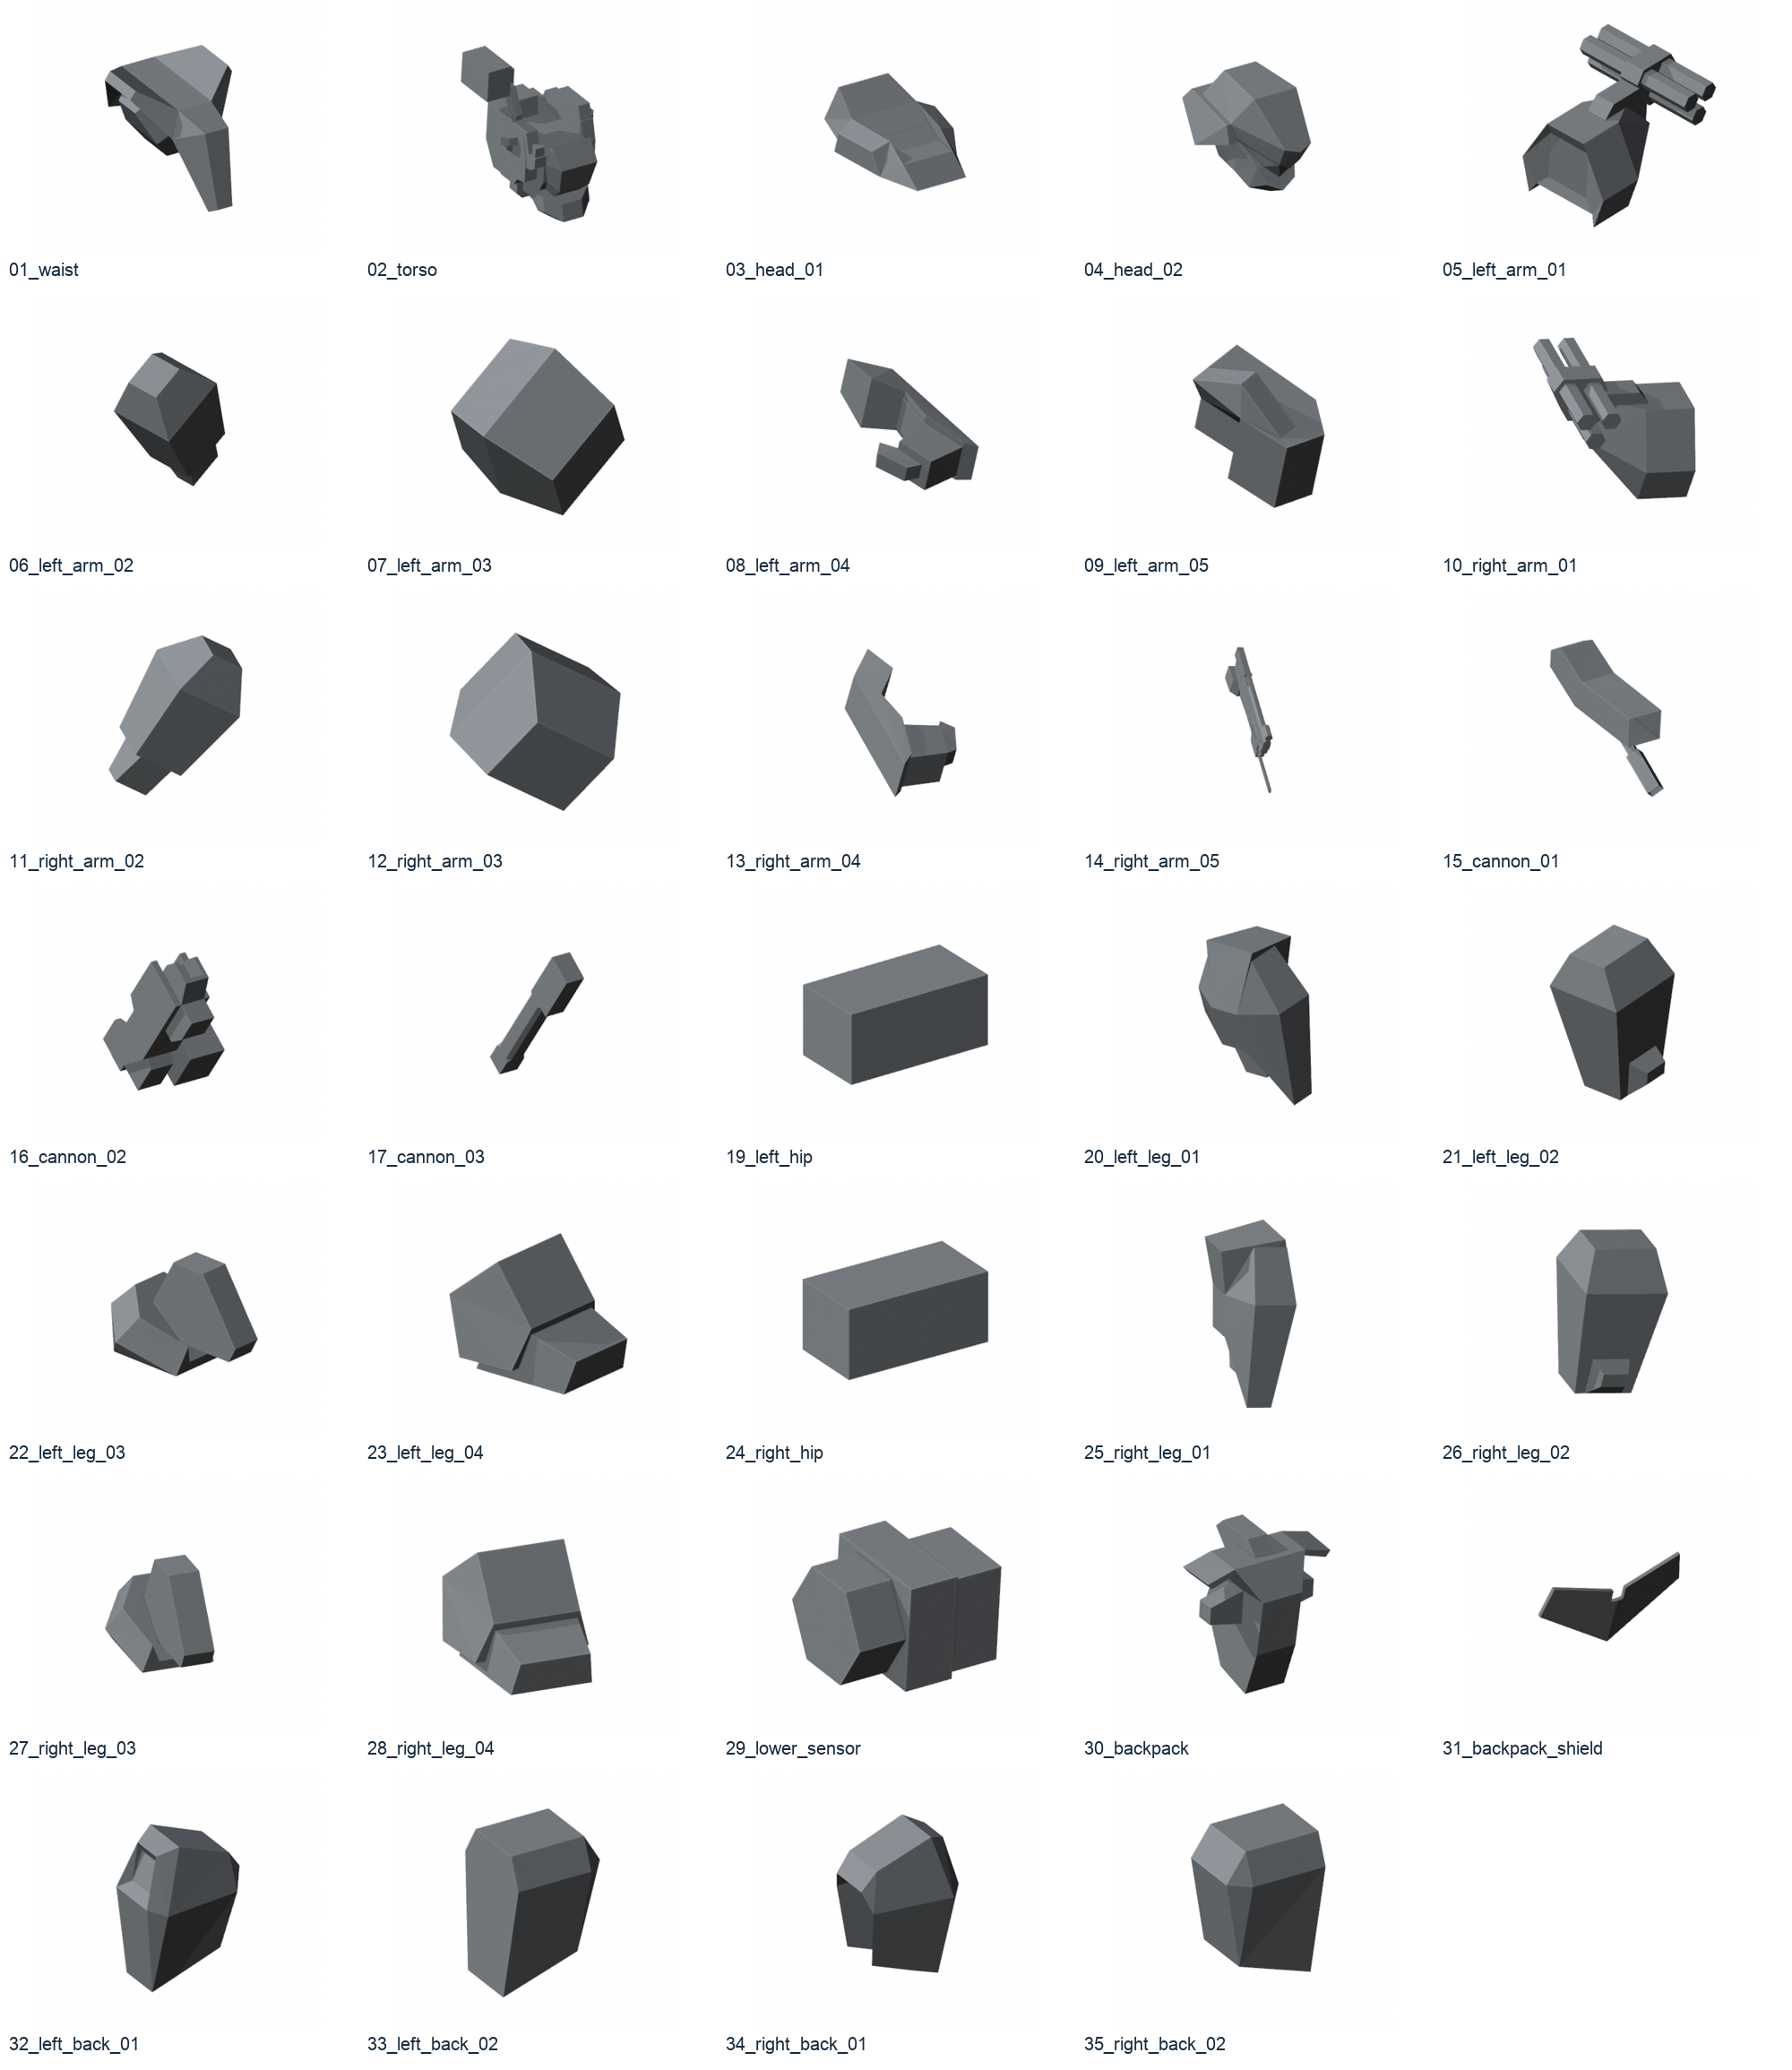 01_waist
02_torso
03_head_01
04_head_02
05_left_arm_01
06_left_arm_02
07_left_arm_03
08_left_arm_04
09_left_arm_05
10_right_arm_01
11_right_arm_02
12_right_arm_03
13_right_arm_04
14_right_arm_05
15_cannon_01
16_cannon_02
17_cannon_03
19_left_hip
20_left_leg_01
21_left_leg_02
22_left_leg_03
23_left_leg_04
24_right_hip
25_right_leg_01
26_right_leg_02
27_right_leg_03
28_right_leg_04
29_lower_sensor
30_backpack
31_backpack_shield
32_left_back_01
33_left_back_02
34_right_back_01
35_right_back_02